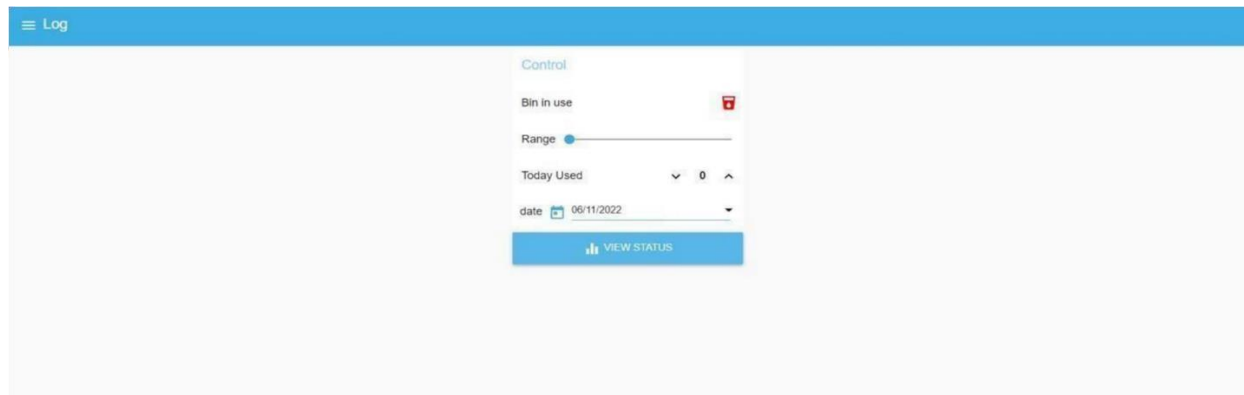 Log
Control
Bin in use
Range
Today Used 0
date 06/11/2022
VIEW STATUS